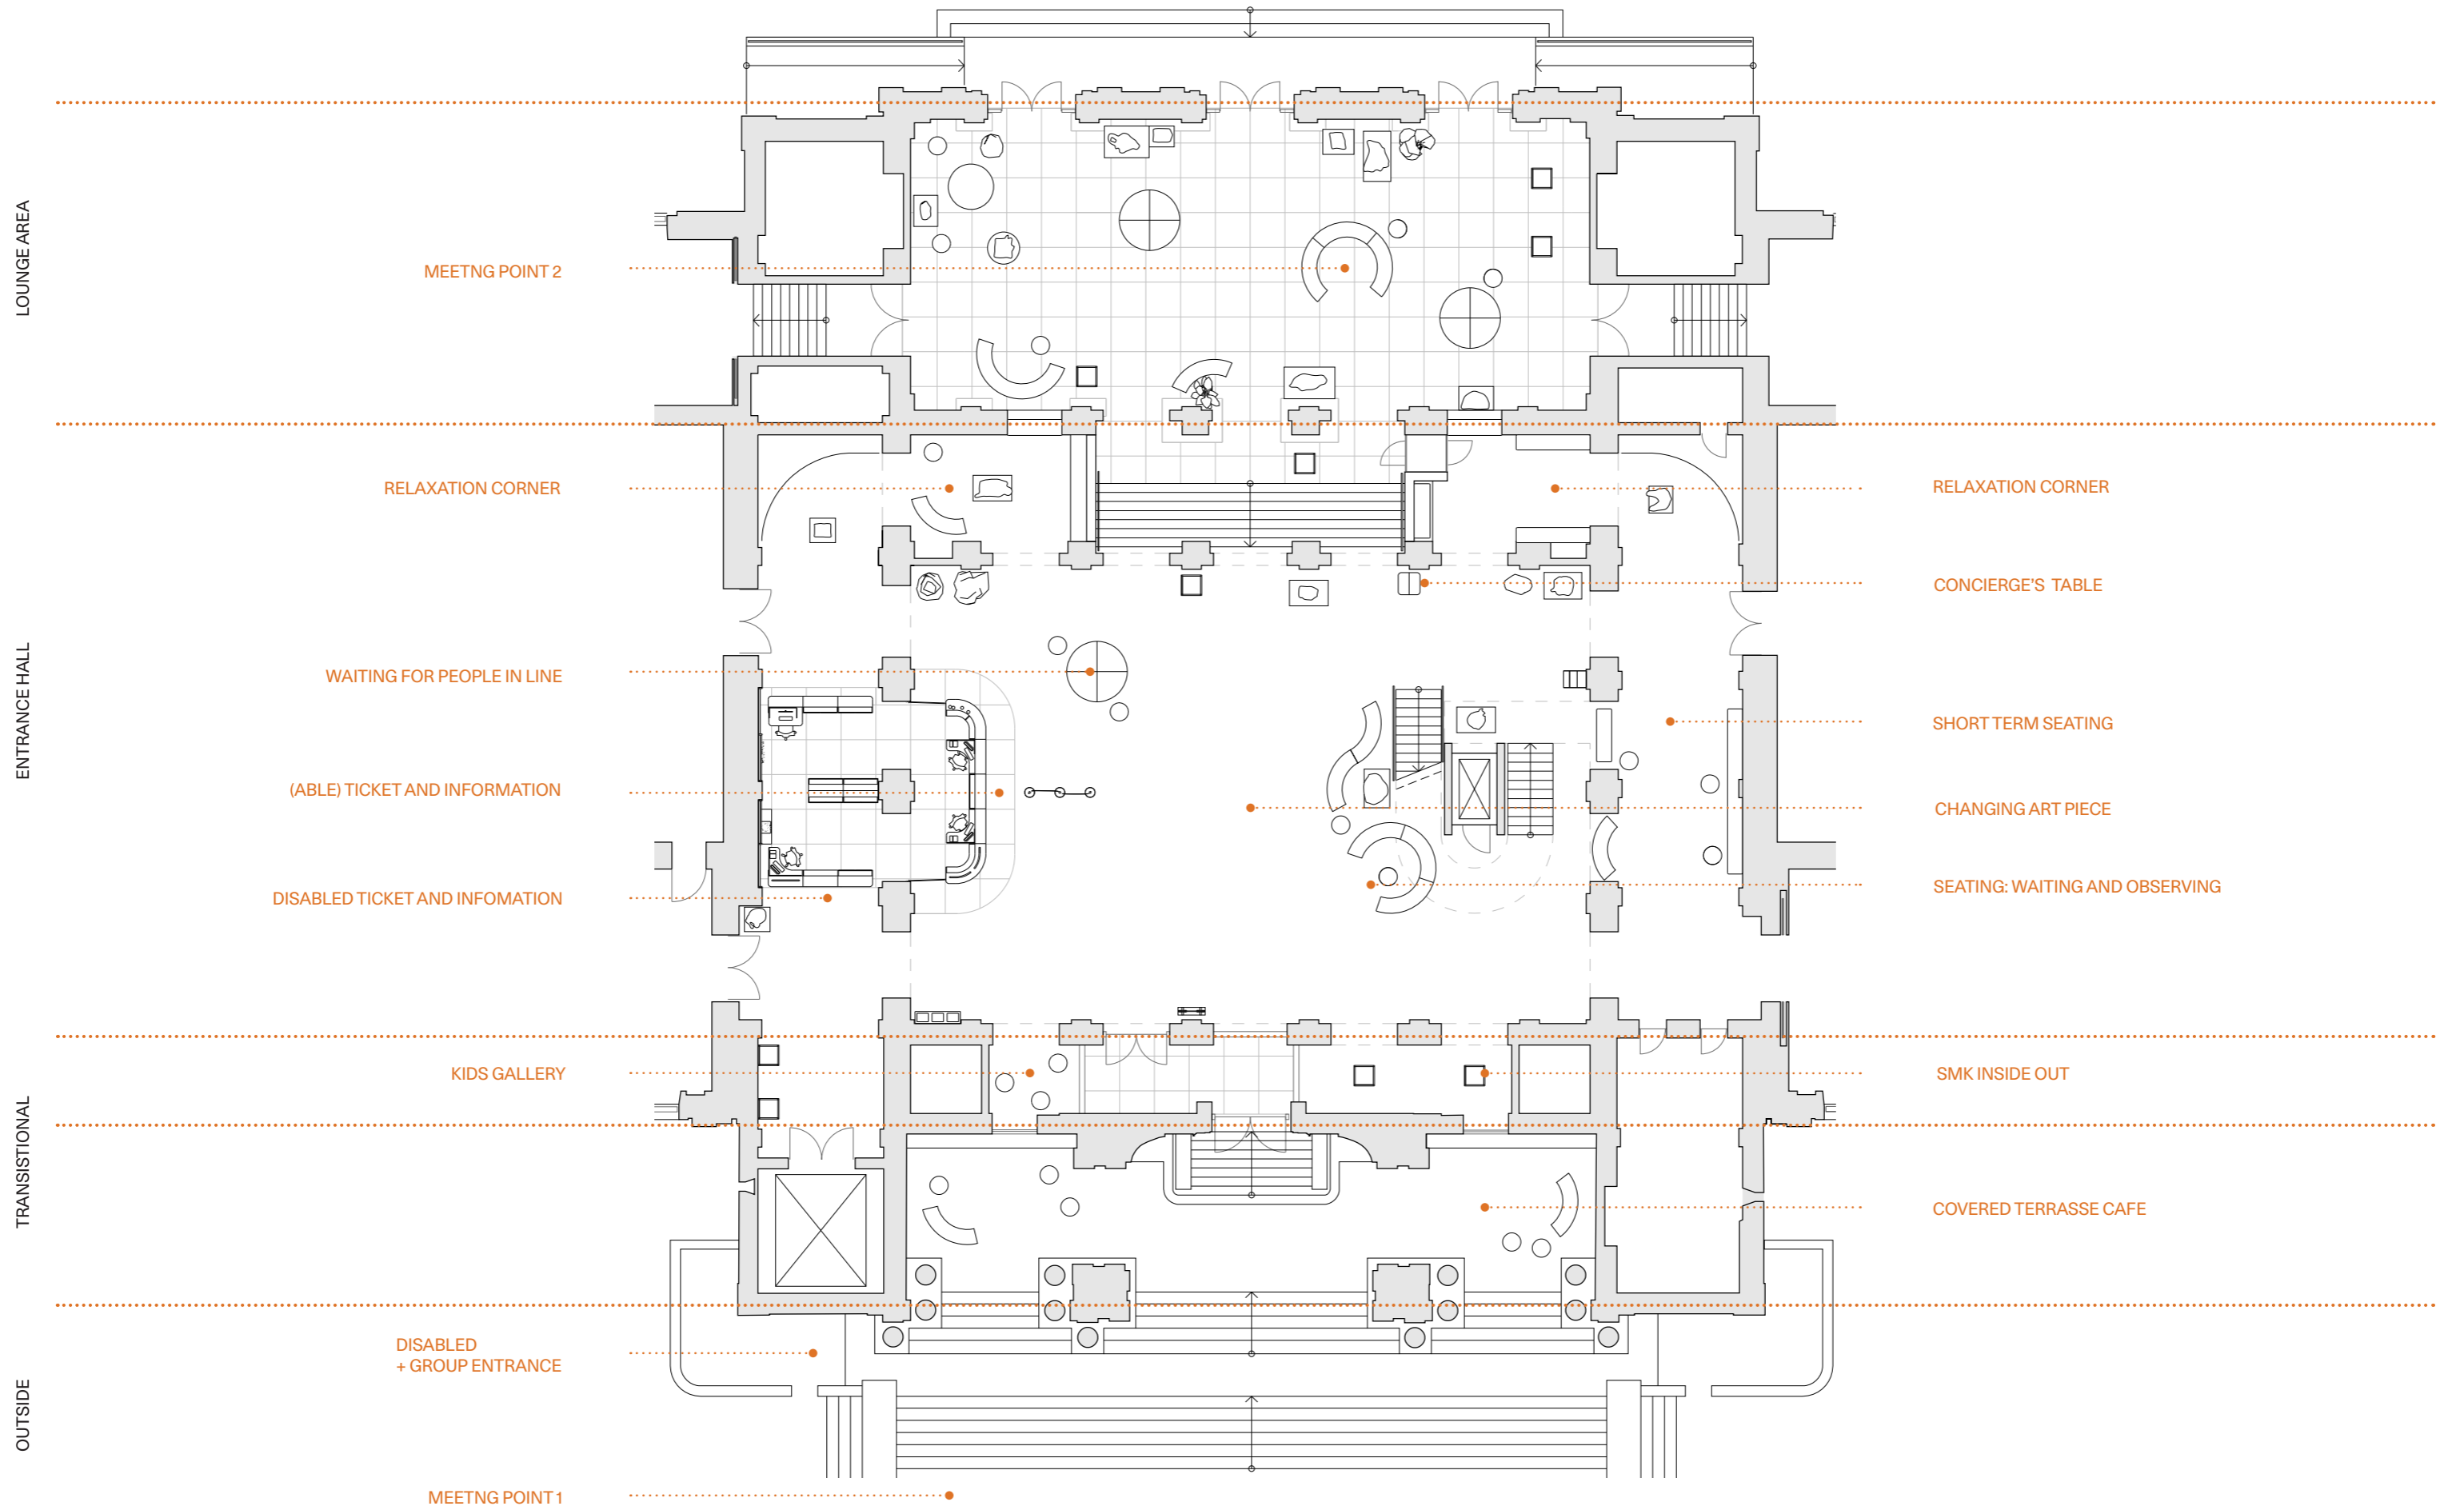 LOUNGE AREA
MEETNG POINT 2
RELAXATION CORNER
RELAXATION CORNER
ENTRANCE HALL
CONCIERGE'S TABLE
WAITING FOR PEOPLE IN LINE
SHORT TERM SEATING
(ABLE) TICKET AND INFORMATION
CHANGING ART PIECE
DISABLED TICKET AND INFOMATION
SEATING: WAITING AND OBSERVING
TRANSISTIONAL
KIDS GALLERY
SMK INSIDE OUT
COVERED TERRASSE CAFE
OUTSIDE
DISABLED
+ GROUP ENTRANCE
MEETNG POINT 1